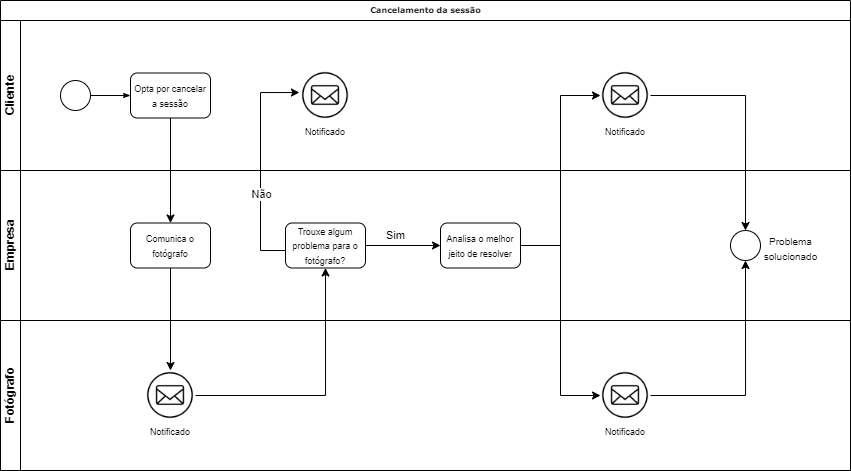 Cancelamento da sessão
Cliente
Opta por cancelar
a sessão
Notificado
Notificado
Não
Empresa
Comunica o
fotógrafo
Trouxe algum
problema para o
fotógrafo?
Sim
Analisa o melhor
jeito de resolver
Problema
solucionado
Fotógrafo
Notificado
Notificado